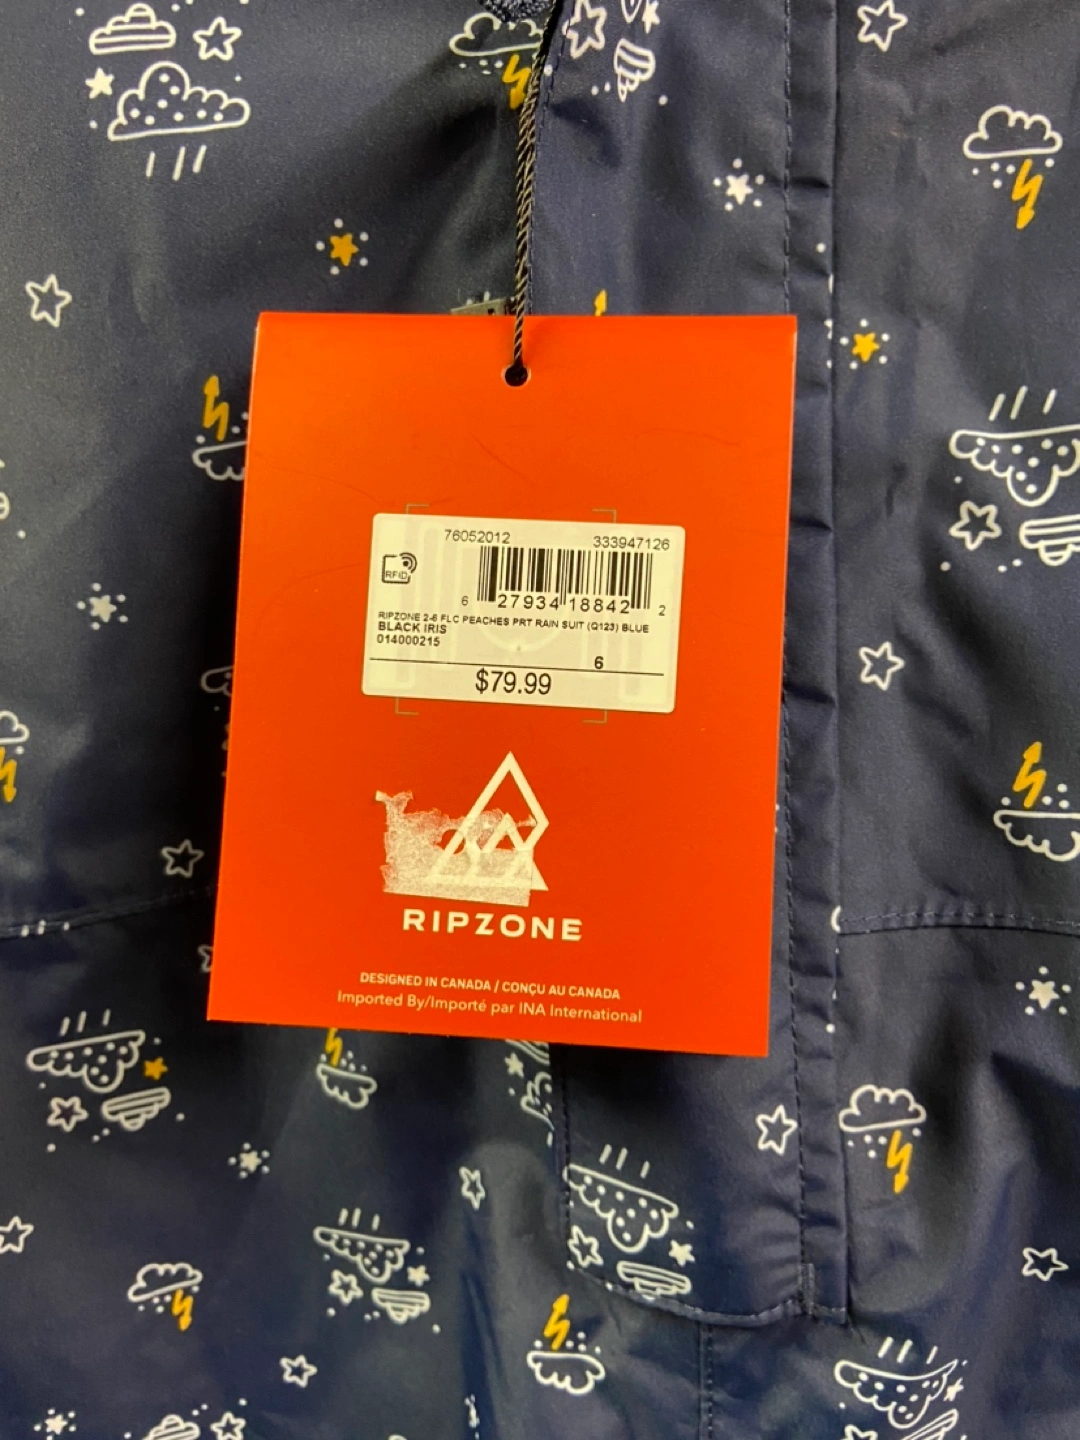 76052012 333947126
RFID
6 27934 18842 2
RIPZONE 2-6 FLC PEACHES PRT RAIN SUIT (Q123) BLUE
BLACK IRIS
014000215
6
$79.99
RIPZONE
DESIGNED IN CANADA / CONÇU AU CANADA
Imported By/Importé par INA International